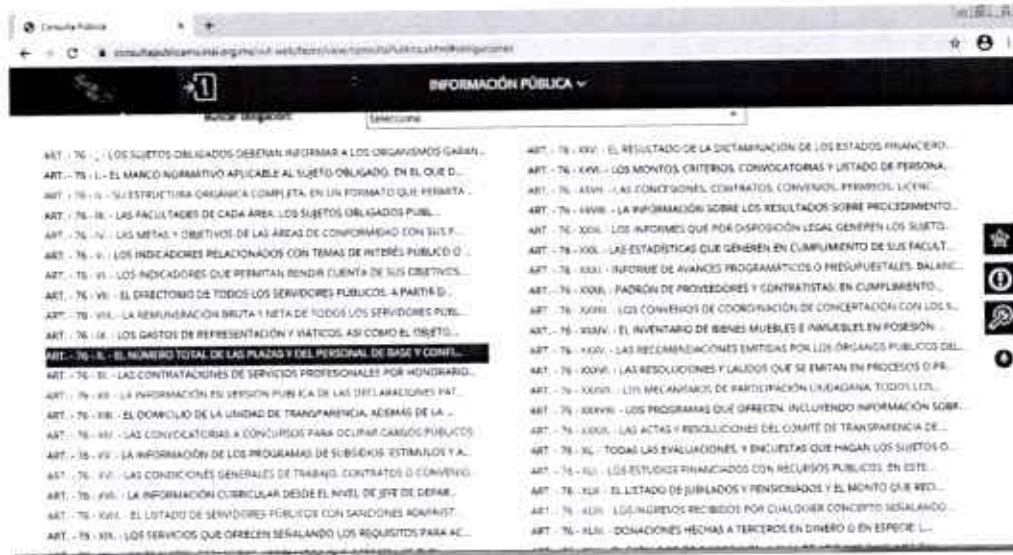 Consulta Pública
INFORMACIÓN PÚBLICA
Buscar obligación:
Selecciona
ART. - 76 - . - LOS SUJETOS OBLIGADOS DEBERÁN INFORMAR A LOS ORGANISMOS GARAN...
ART. - 76 - I. - EL MARCO NORMATIVO APLICABLE AL SUJETO OBLIGADO, EN EL QUE D...
ART. - 76 - II. - SU ESTRUCTURA ORGÁNICA COMPLETA, EN UN FORMATO QUE PERMITA ...
ART. - 76 - III. - LAS FACULTADES DE CADA ÁREA, LOS SUJETOS OBLIGADOS PUBL...
ART. - 76 - IV. - LAS METAS Y OBJETIVOS DE LAS ÁREAS DE CONFORMIDAD CON SUS P...
ART. - 76 - V. - LOS INDICADORES RELACIONADOS CON TEMAS DE INTERÉS PÚBLICO O ...
ART. - 76 - VI. - LOS INDICADORES QUE PERMITAN RENDIR CUENTA DE SUS OBJETIVOS...
ART. - 76 - VII. - EL DIRECTORIO DE TODOS LOS SERVIDORES PÚBLICOS, A PARTIR D...
ART. - 76 - VIII. - LA REMUNERACIÓN BRUTA Y NETA DE TODOS LOS SERVIDORES PÚBL...
ART. - 76 - IX. - LOS GASTOS DE REPRESENTACIÓN Y VIÁTICOS, ASÍ COMO EL OBJETO...
ART. - 76 - X. - EL NÚMERO TOTAL DE LAS PLAZAS Y DEL PERSONAL DE BASE Y CONFI...
ART. - 76 - XI. - LAS CONTRATACIONES DE SERVICIOS PROFESIONALES POR HONORARIO...
ART. - 76 - XII. - LA INFORMACIÓN EN VERSIÓN PÚBLICA DE LAS DECLARACIONES PAT...
ART. - 76 - XIII. - EL DOMICILIO DE LA UNIDAD DE TRANSPARENCIA, ADEMÁS DE LA ...
ART. - 76 - XIV. - LAS CONVOCATORIAS A CONCURSOS PARA OCUPAR CARGOS PÚBLICOS
ART. - 76 - XV. - LA INFORMACIÓN DE LOS PROGRAMAS DE SUBSIDIOS, ESTÍMULOS Y A...
ART. - 76 - XVI. - LAS CONDICIONES GENERALES DE TRABAJO, CONTRATOS O CONVENIO...
ART. - 76 - XVII. - LA INFORMACIÓN CURRICULAR DESDE EL NIVEL DE JEFE DE DEPAR...
ART. - 76 - XVIII. - EL LISTADO DE SERVIDORES PÚBLICOS CON SANCIONES ADMINIST...
ART. - 76 - XIX. - LOS SERVICIOS QUE OFRECEN SEÑALANDO LOS REQUISITOS PARA AC...
ART. - 76 - XXV. - EL RESULTADO DE LA DICTAMINACIÓN DE LOS ESTADOS FINANCIERO...
ART. - 76 - XXVI. - LOS MONTOS, CRITERIOS, CONVOCATORIAS Y LISTADO DE PERSONA...
ART. - 76 - XXVII. - LAS CONCESIONES, CONTRATOS, CONVENIOS, PERMISOS, LICENC...
ART. - 76 - XXVIII. - LA INFORMACIÓN SOBRE LOS RESULTADOS SOBRE PROCEDIMIENTO...
ART. - 76 - XXIX. - LOS INFORMES QUE POR DISPOSICIÓN LEGAL GENEREN LOS SUJETO...
ART. - 76 - XXX. - LAS ESTADÍSTICAS QUE GENEREN EN CUMPLIMIENTO DE SUS FACULT...
ART. - 76 - XXXI. - INFORME DE AVANCES PROGRAMÁTICOS O PRESUPUESTALES, BALANC...
ART. - 76 - XXXII. - PADRÓN DE PROVEEDORES Y CONTRATISTAS, EN CUMPLIMIENTO...
ART. - 76 - XXXIII. - LOS CONVENIOS DE COORDINACIÓN DE CONCERTACIÓN CON LOS S...
ART. - 76 - XXXIV. - EL INVENTARIO DE BIENES MUEBLES E INMUEBLES EN POSESIÓN ...
ART. - 76 - XXXV. - LAS RECOMENDACIONES EMITIDAS POR LOS ÓRGANOS PÚBLICOS DEL...
ART. - 76 - XXXVI. - LAS RESOLUCIONES Y LAUDOS QUE SE EMITAN EN PROCESOS O PR...
ART. - 76 - XXXVII. - LOS MECANISMOS DE PARTICIPACIÓN CIUDADANA, TODOS LOS...
ART. - 76 - XXXVIII. - LOS PROGRAMAS QUE OFRECEN, INCLUYENDO INFORMACIÓN SOBR...
ART. - 76 - XXXIX. - LAS ACTAS Y RESOLUCIONES DEL COMITÉ DE TRANSPARENCIA DE ...
ART. - 76 - XL. - TODAS LAS EVALUACIONES, Y ENCUESTAS QUE HAGAN LOS SUJETOS O...
ART. - 76 - XLI. - LOS ESTUDIOS FINANCIADOS CON RECURSOS PÚBLICOS, EN ESTE...
ART. - 76 - XLII. - EL LISTADO DE JUBILADOS Y PENSIONADOS Y EL MONTO QUE RECI...
ART. - 76 - XLIII. - LOS INGRESOS RECIBIDOS POR CUALQUIER CONCEPTO SEÑALANDO...
ART. - 76 - XLIV. - DONACIONES HECHAS A TERCEROS EN DINERO O EN ESPECIE, L...